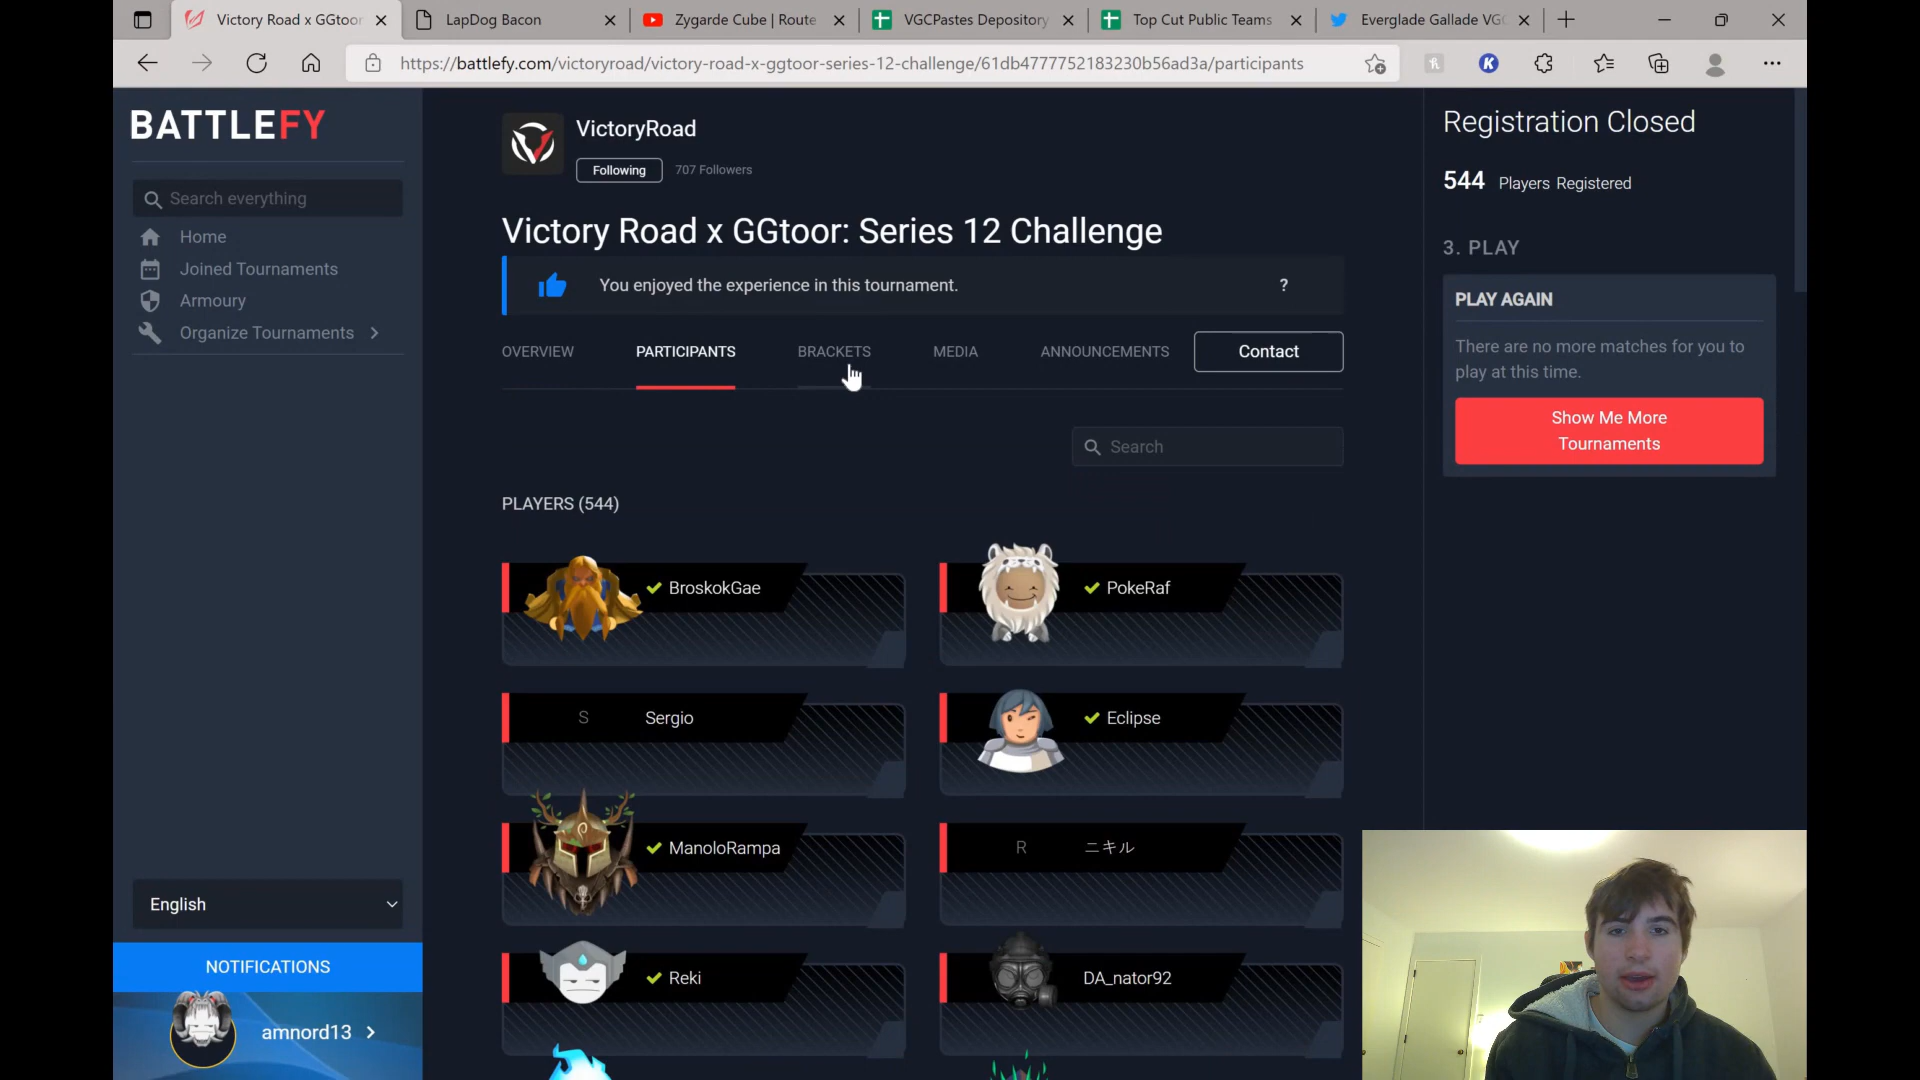 Victory Road x GGtoor
LapDog Bacon
Zygarde Cube | Route
VGCPastes Depository
Top Cut Public Teams
Everglade Gallade VGC
https://battlefy.com/victoryroad/victory-road-x-ggtoor-series-12-challenge/61db4777752183230b56ad3a/participants
BATTLEFY
Search everything
Home
Joined Tournaments
Armoury
Organize Tournaments
English
NOTIFICATIONS
amnord13
VictoryRoad
Following
707 Followers
Victory Road x GGtoor: Series 12 Challenge
You enjoyed the experience in this tournament.
?
OVERVIEW
PARTICIPANTS
BRACKETS
MEDIA
ANNOUNCEMENTS
Contact
Search
PLAYERS (544)
BroskokGae
PokeRaf
S
Sergio
Eclipse
ManoloRampa
R
ニキル
Reki
DA_nator92
Registration Closed
544 Players Registered
3. PLAY
PLAY AGAIN
There are no more matches for you to
play at this time.
Show Me More
Tournaments